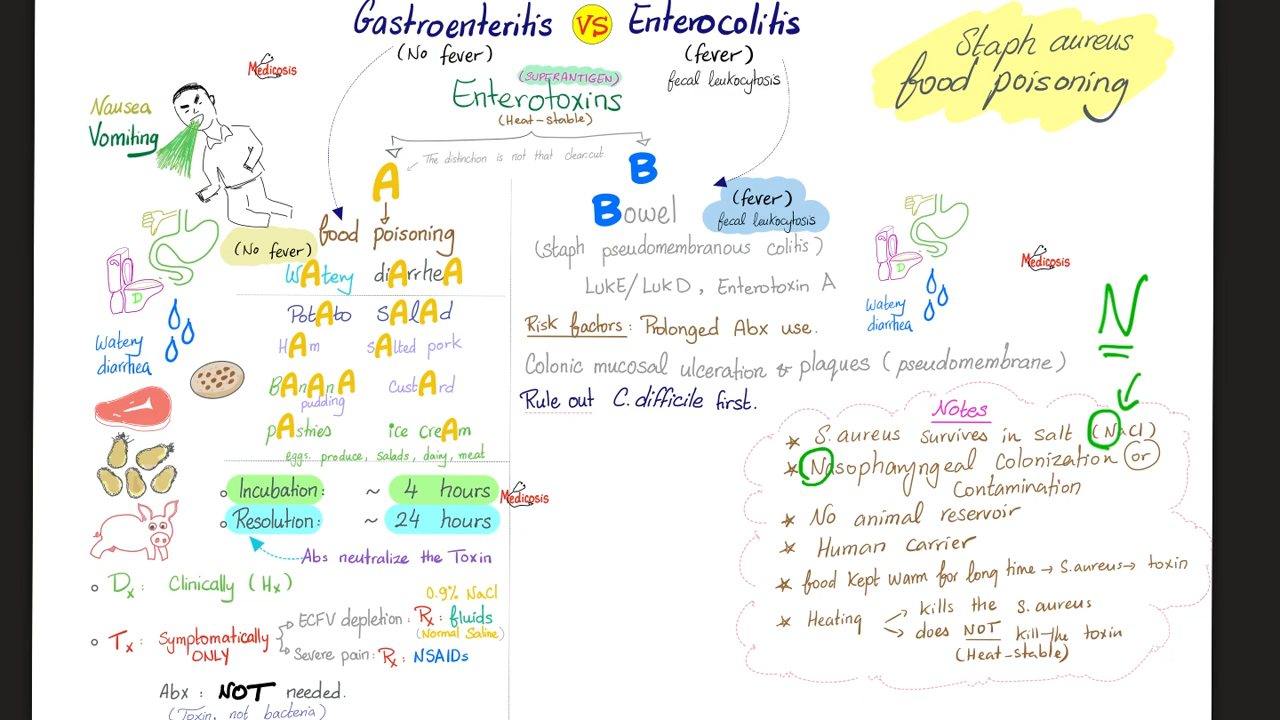 Gastroenteritis VS Enterocolitis
(No fever)
(fever)
fecal leukocytosis
Staph aureus
food poisoning
Medicosis
Nausea
Vomiting
(SUPERANTIGEN)
Enterotoxins
(Heat-stable)
The distinction is not that clear-cut.
A
food poisoning
(No fever)
WAtery diArrheA
PotAto sAlAd
HAm sAlted pork
BAnAnA CustArd
pudding
pAstries ice creAm
eggs, produce, salads, dairy, meat
Incubation: ~ 4 hours
Medicosis
Resolution: ~ 24 hours
Abs neutralize the Toxin
D
Watery
diarrhea
Dx: Clinically (Hx)
Tx: Symptomatically
ONLY
0.9% NaCl
ECFV depletion: Rx: fluids
(Normal Saline)
Severe pain: Rx: NSAIDs
Abx: NOT needed.
(Toxin, not bacteria)
B
Bowel
(fever)
fecal leukocytosis
(Staph pseudomembranous colitis)
LukE/LukD, Enterotoxin A
Risk factors: Prolonged Abx use.
Colonic mucosal ulceration & plaques (pseudomembrane)
Rule out C. difficile first.
D
Watery
diarrhea
Medicosis
N
Notes
S. aureus survives in salt (NaCl)
Nasopharyngeal Colonization or
Contamination
No animal reservoir
Human carrier
food kept warm for long time → S. aureus → toxin
Heating
kills the S. aureus
does NOT kill the toxin
(Heat-stable)